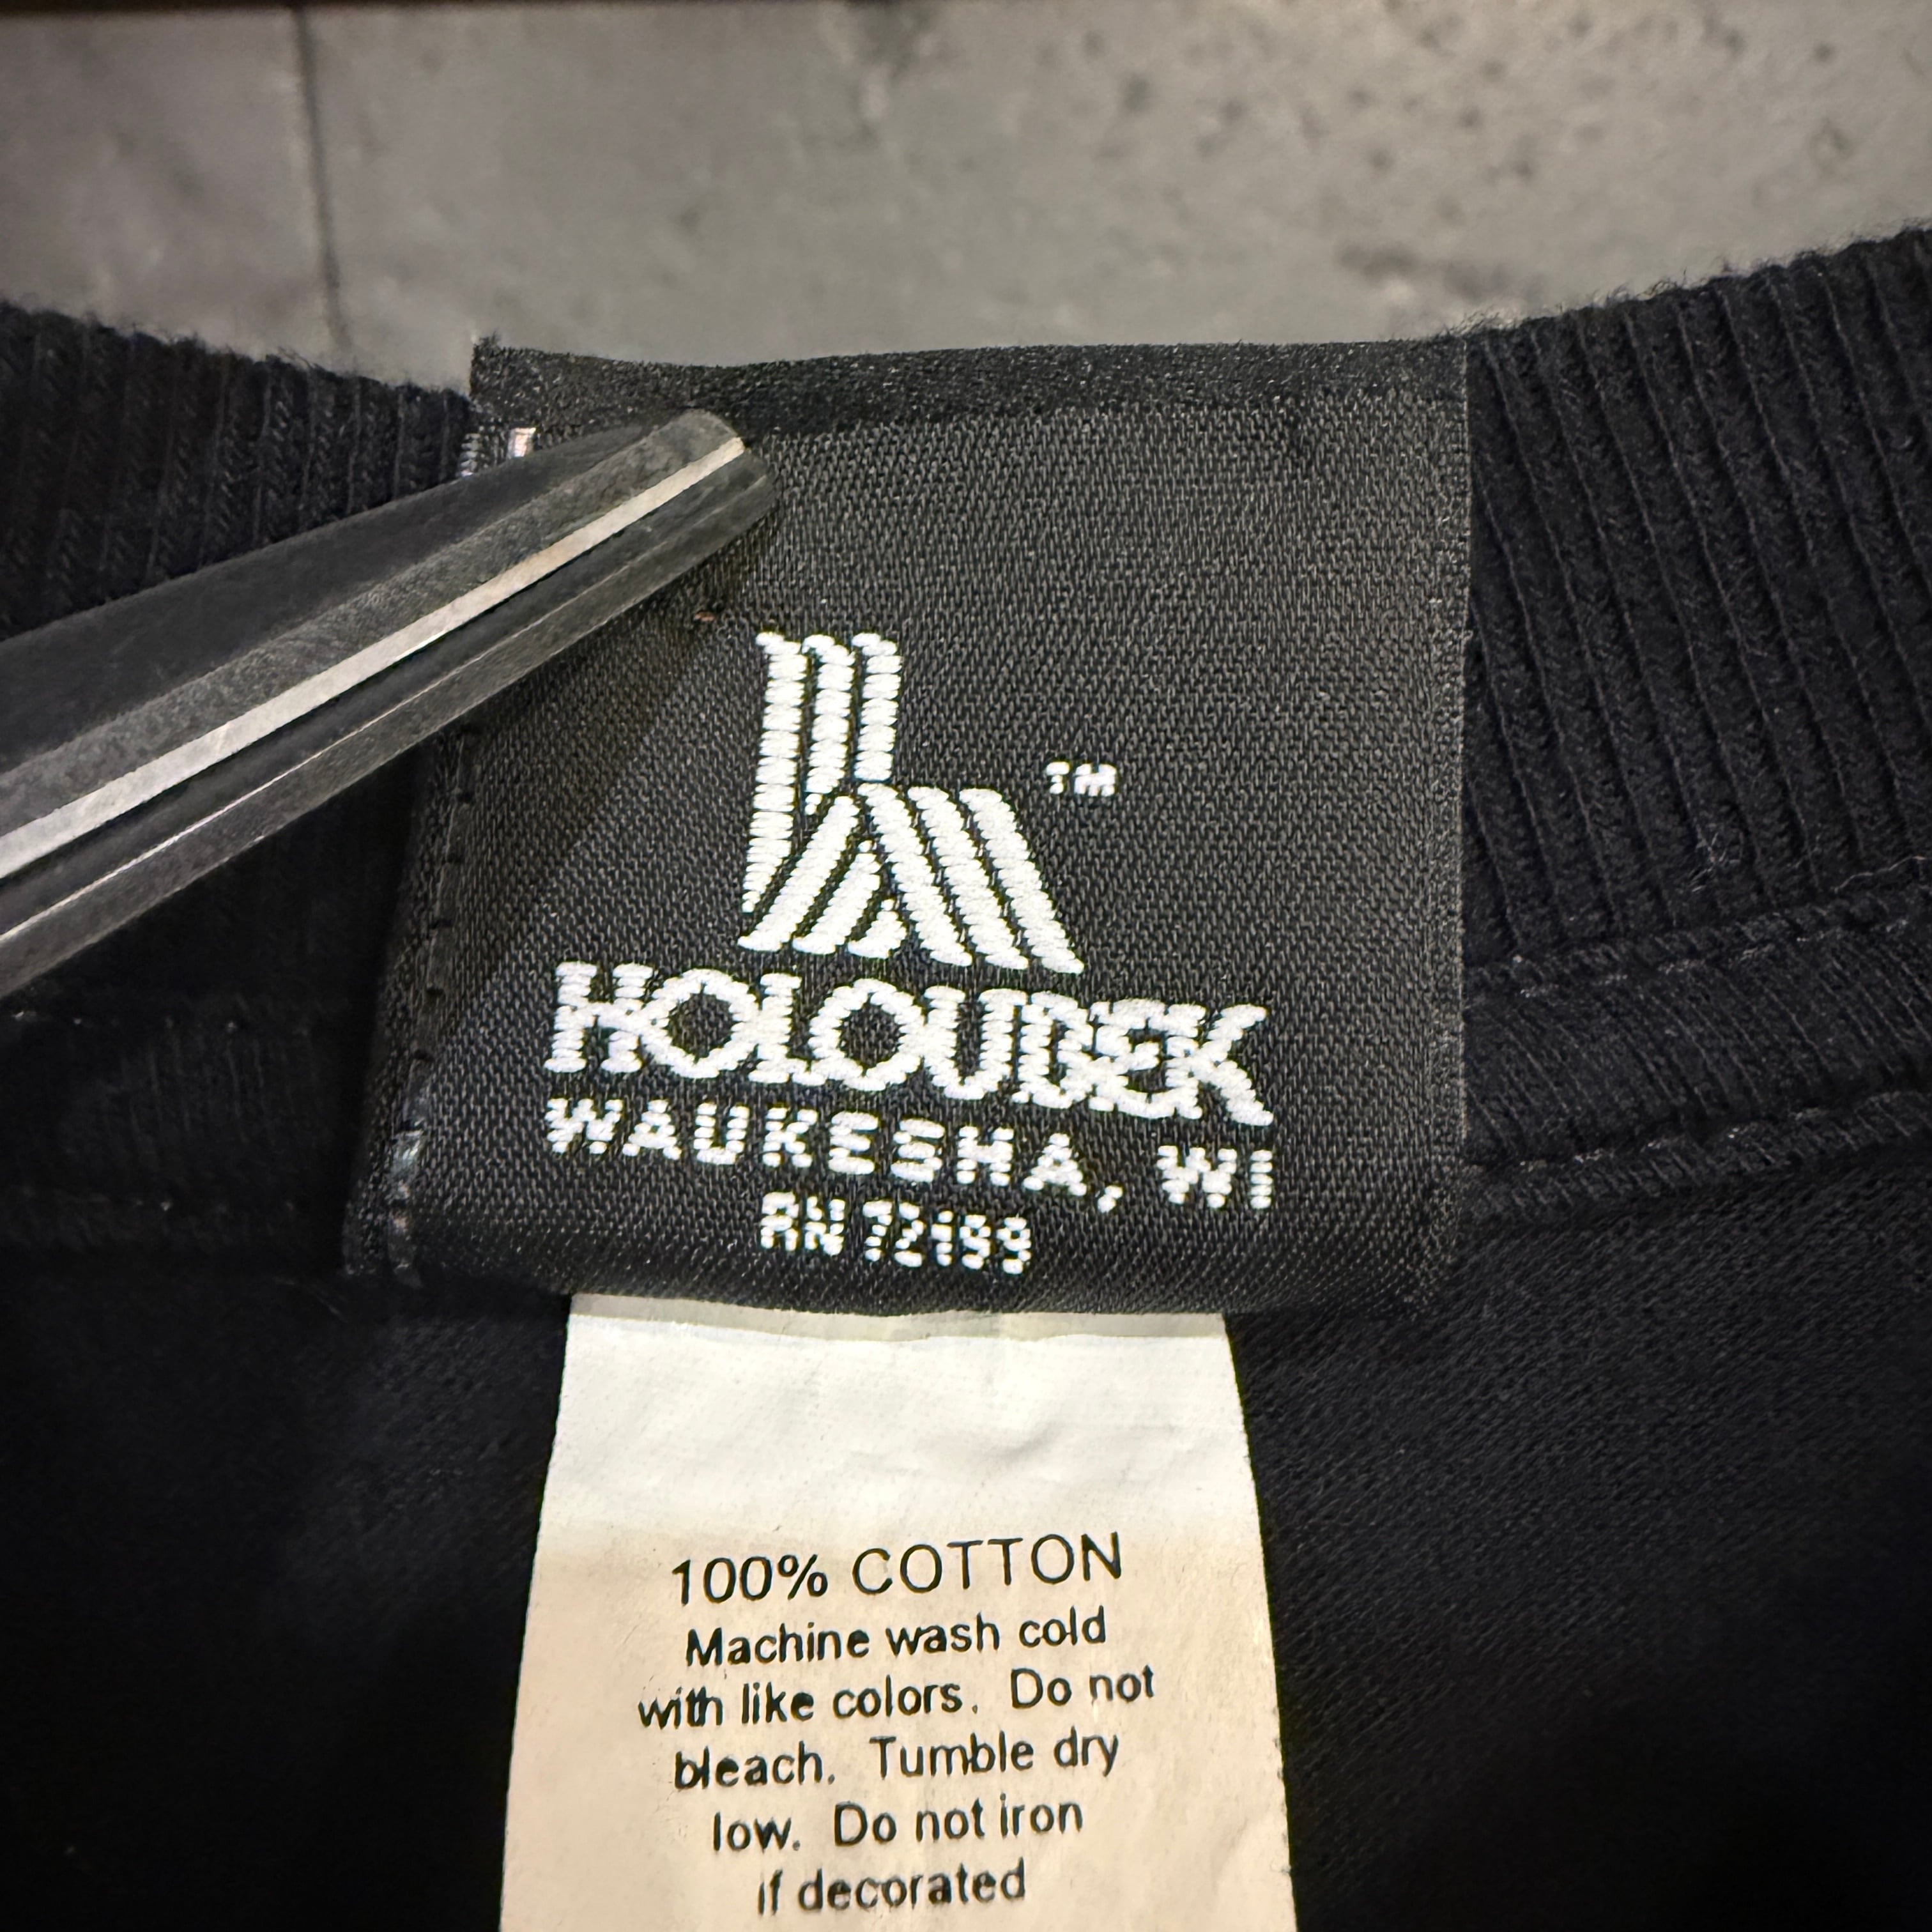 TM
HOLOUDEK
WAUKESHA, WI
RN 72199
100% COTTON
Machine wash cold
with like colors. Do not
bleach. Tumble dry
low. Do not iron
if decorated